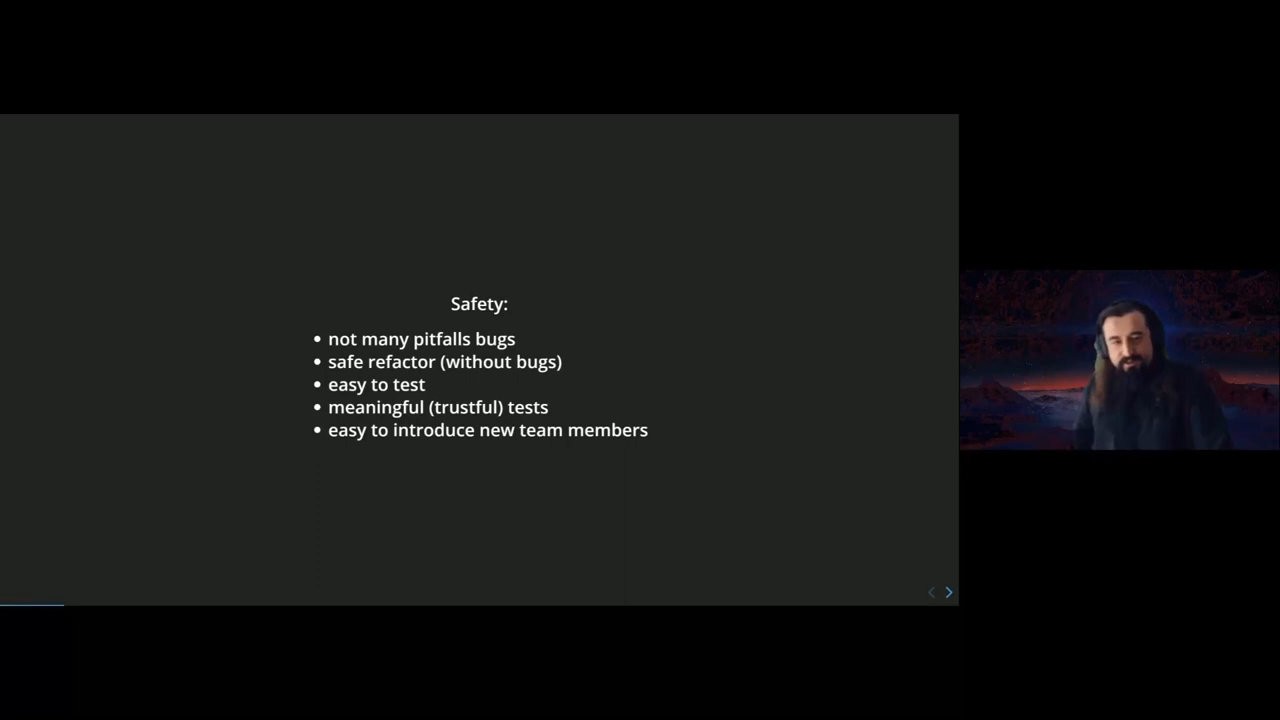 Safety:
• not many pitfalls bugs
• safe refactor (without bugs)
• easy to test
• meaningful (trustful) tests
• easy to introduce new team members